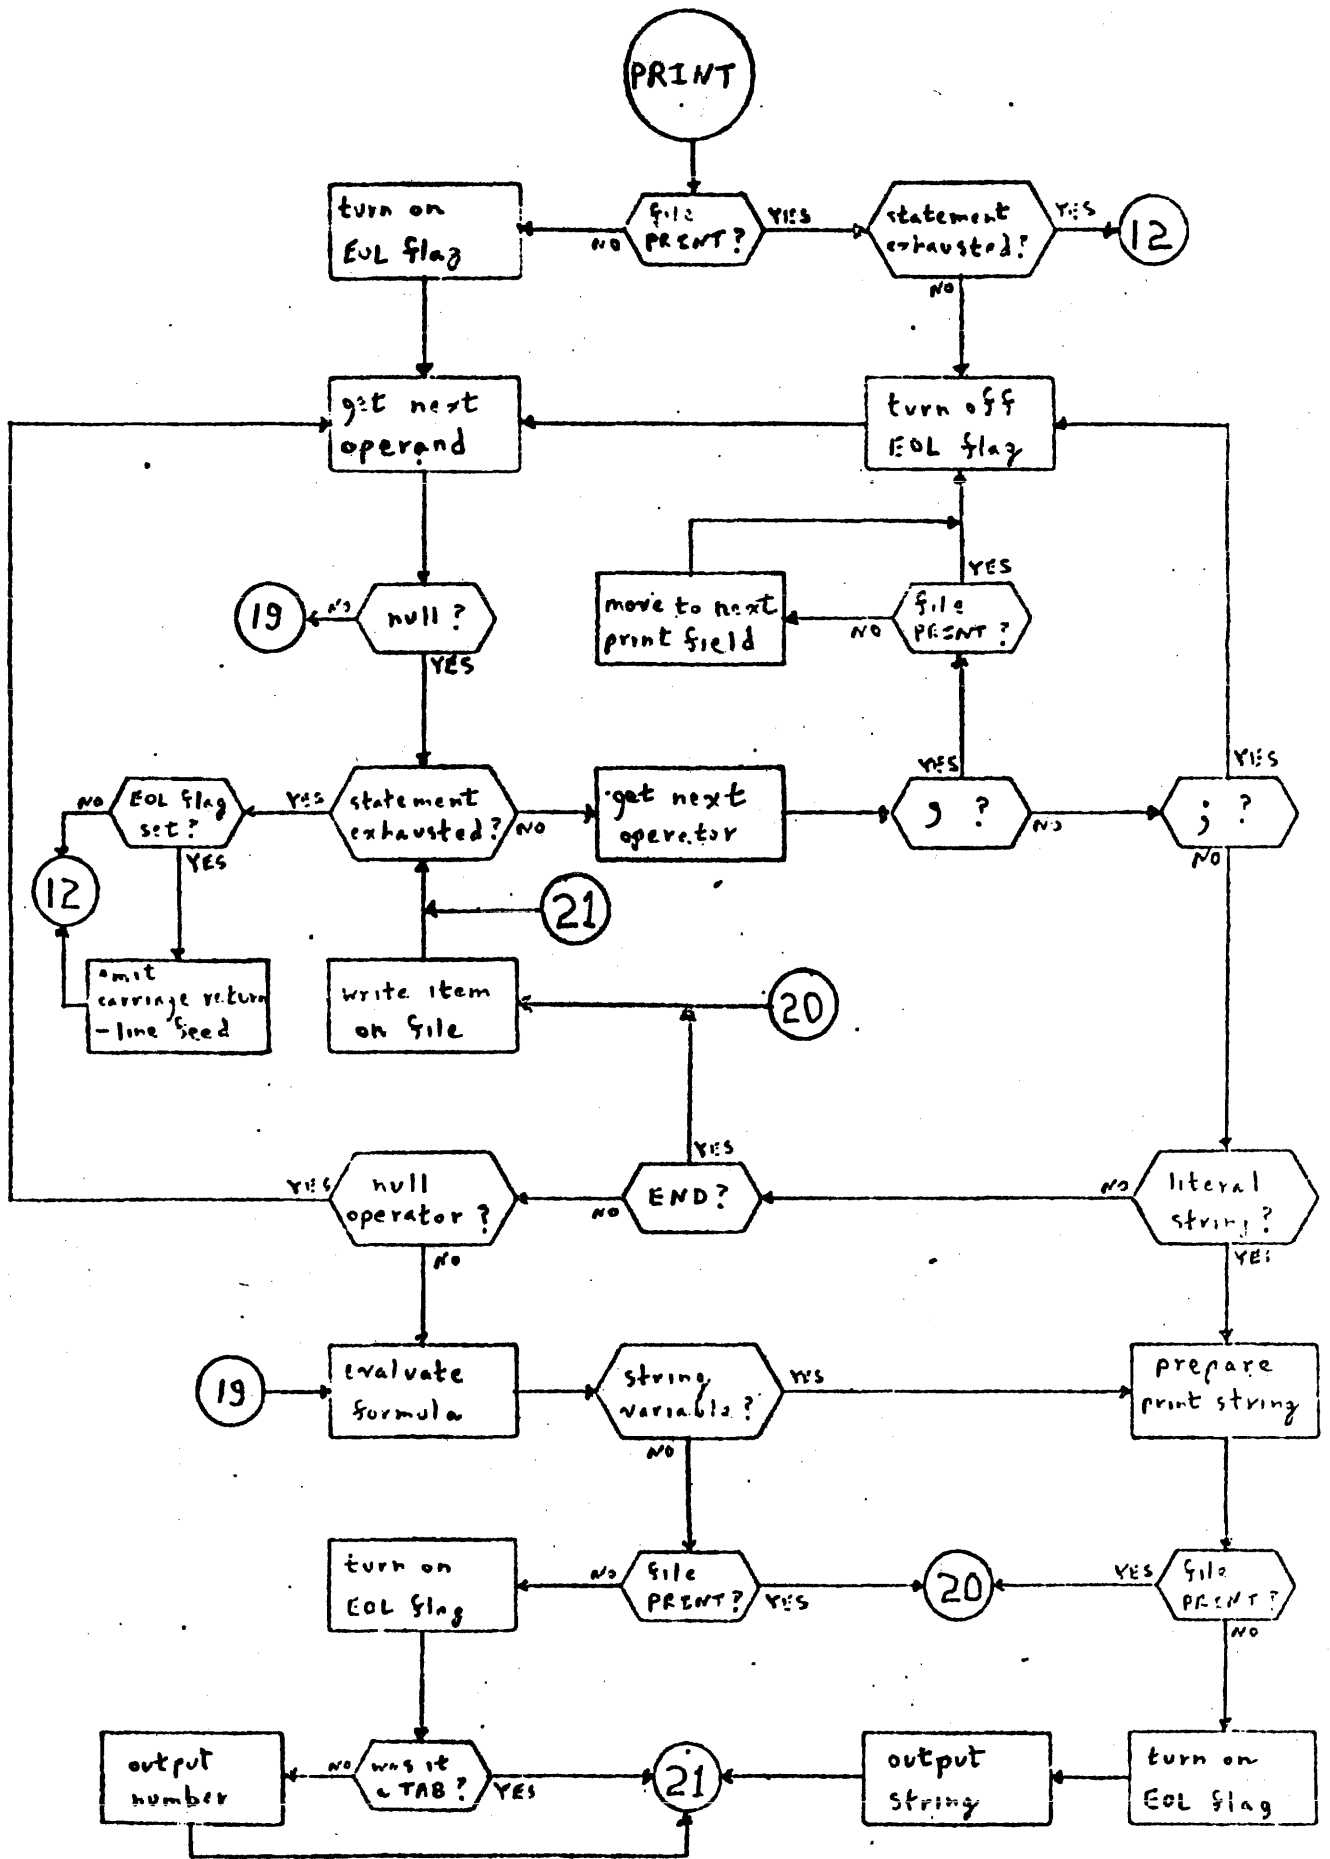 PRINT
turn on
EOL flag
NO
file
PRINT?
YES
statement
exhausted?
YES
12
NO
get next
operand
turn off
EOL flag
YES
19
NO
null?
YES
move to next
print field
NO
file
PRINT?
YES
YES
NO
EOL flag
set?
YES
YES
statement
exhausted?
NO
get next
operator
, ?
NO
; ?
NO
12
21
emit
carriage return
-line feed
write item
on file
20
YES
YES
null
operator?
NO
NO
END?
NO
literal
string?
YES
19
evaluate
formula
string
variable?
YES
NO
prepare
print string
turn on
EOL flag
NO
file
PRINT?
YES
20
YES
file
PRINT?
NO
output
number
NO
was it
a TAB?
YES
21
output
string
turn on
EOL flag